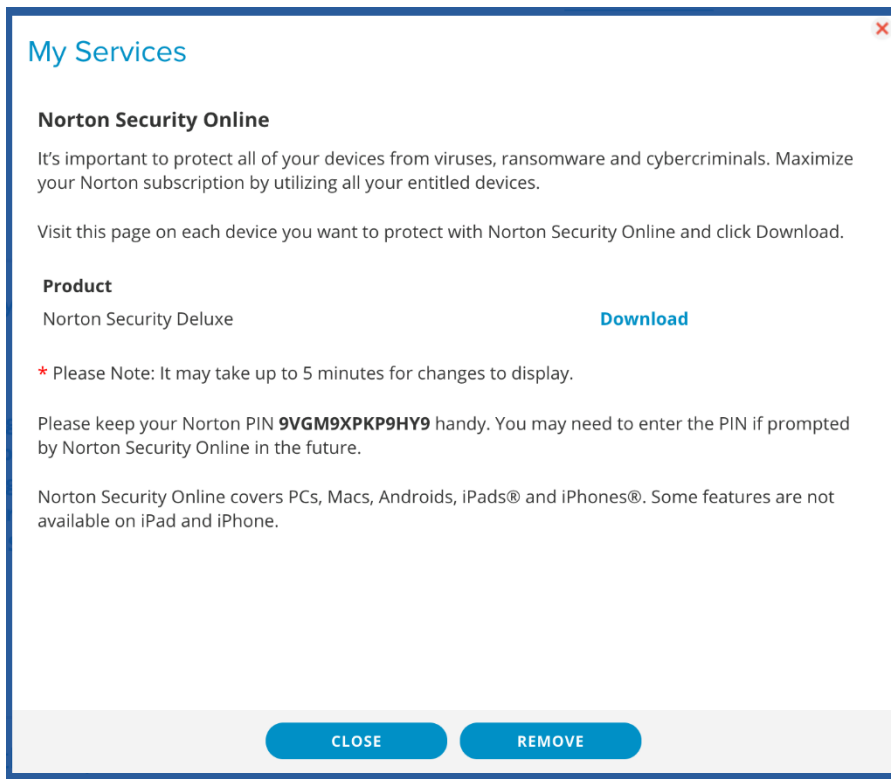 My Services
Norton Security Online
It's important to protect all of your devices from viruses, ransomware and cybercriminals. Maximize
your Norton subscription by utilizing all your entitled devices.
Visit this page on each device you want to protect with Norton Security Online and click Download.
Product
Norton Security Deluxe Download
* Please Note: It may take up to 5 minutes for changes to display.
Please keep your Norton PIN 9VGM9XPKP9HY9 handy. You may need to enter the PIN if prompted
by Norton Security Online in the future.
Norton Security Online covers PCs, Macs, Androids, iPads® and iPhones®. Some features are not
available on iPad and iPhone.
CLOSE REMOVE